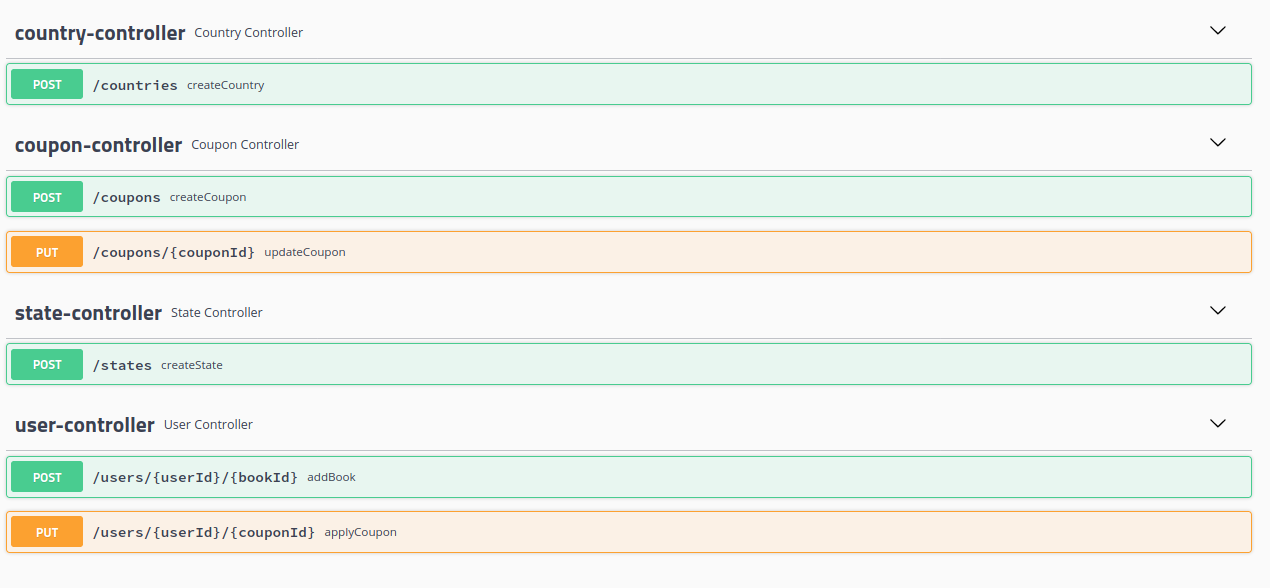 country-controller Country Controller
POST /countries createCountry
coupon-controller Coupon Controller
POST /coupons createCoupon
PUT /coupons/{couponId} updateCoupon
state-controller State Controller
POST /states createState
user-controller User Controller
POST /users/{userId}/{bookId} addBook
PUT /users/{userId}/{couponId} applyCoupon